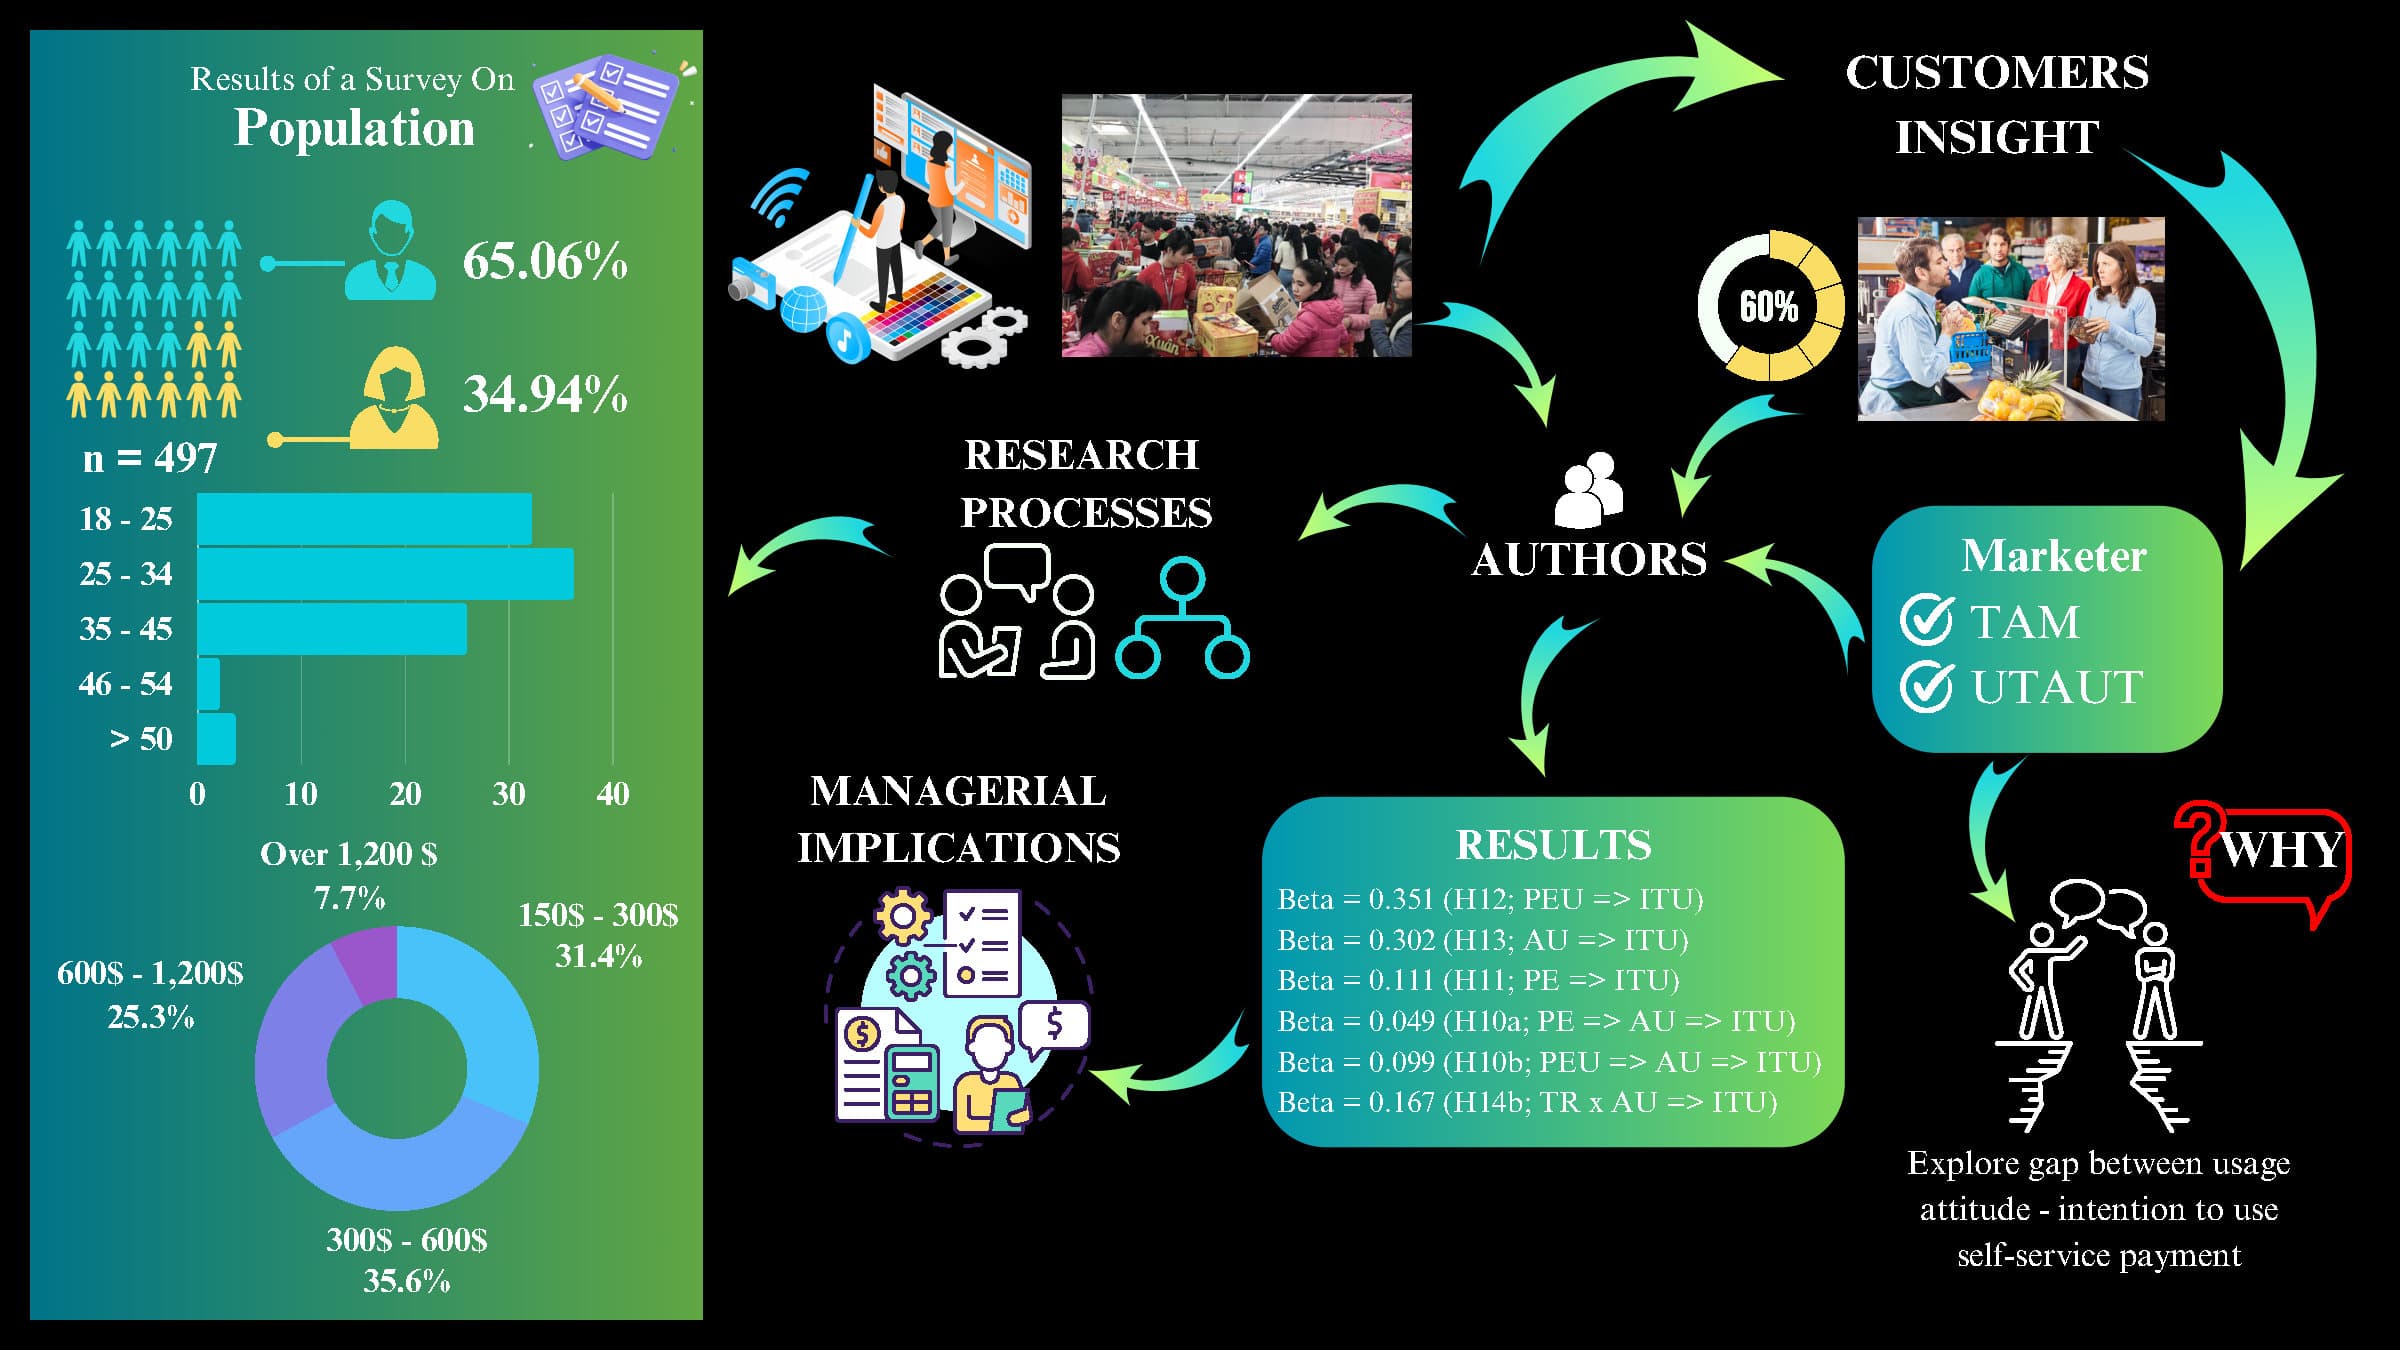 Results of a Survey On
Population
65.06%
34.94%
n = 497
18 - 25
25 - 34
35 - 45
46 - 54
> 50
0 10 20 30 40
Over 1,200 $
7.7%
150$ - 300$
31.4%
600$ - 1,200$
25.3%
300$ - 600$
35.6%
Xuân
CUSTOMERS
INSIGHT
60%
RESEARCH
PROCESSES
AUTHORS
Marketer
TAM
UTAUT
MANAGERIAL
IMPLICATIONS
$
$
RESULTS
Beta = 0.351 (H12; PEU => ITU)
Beta = 0.302 (H13; AU => ITU)
Beta = 0.111 (H11; PE => ITU)
Beta = 0.049 (H10a; PE => AU => ITU)
Beta = 0.099 (H10b; PEU => AU => ITU)
Beta = 0.167 (H14b; TR x AU => ITU)
? WHY
Explore gap between usage
attitude - intention to use
self-service payment